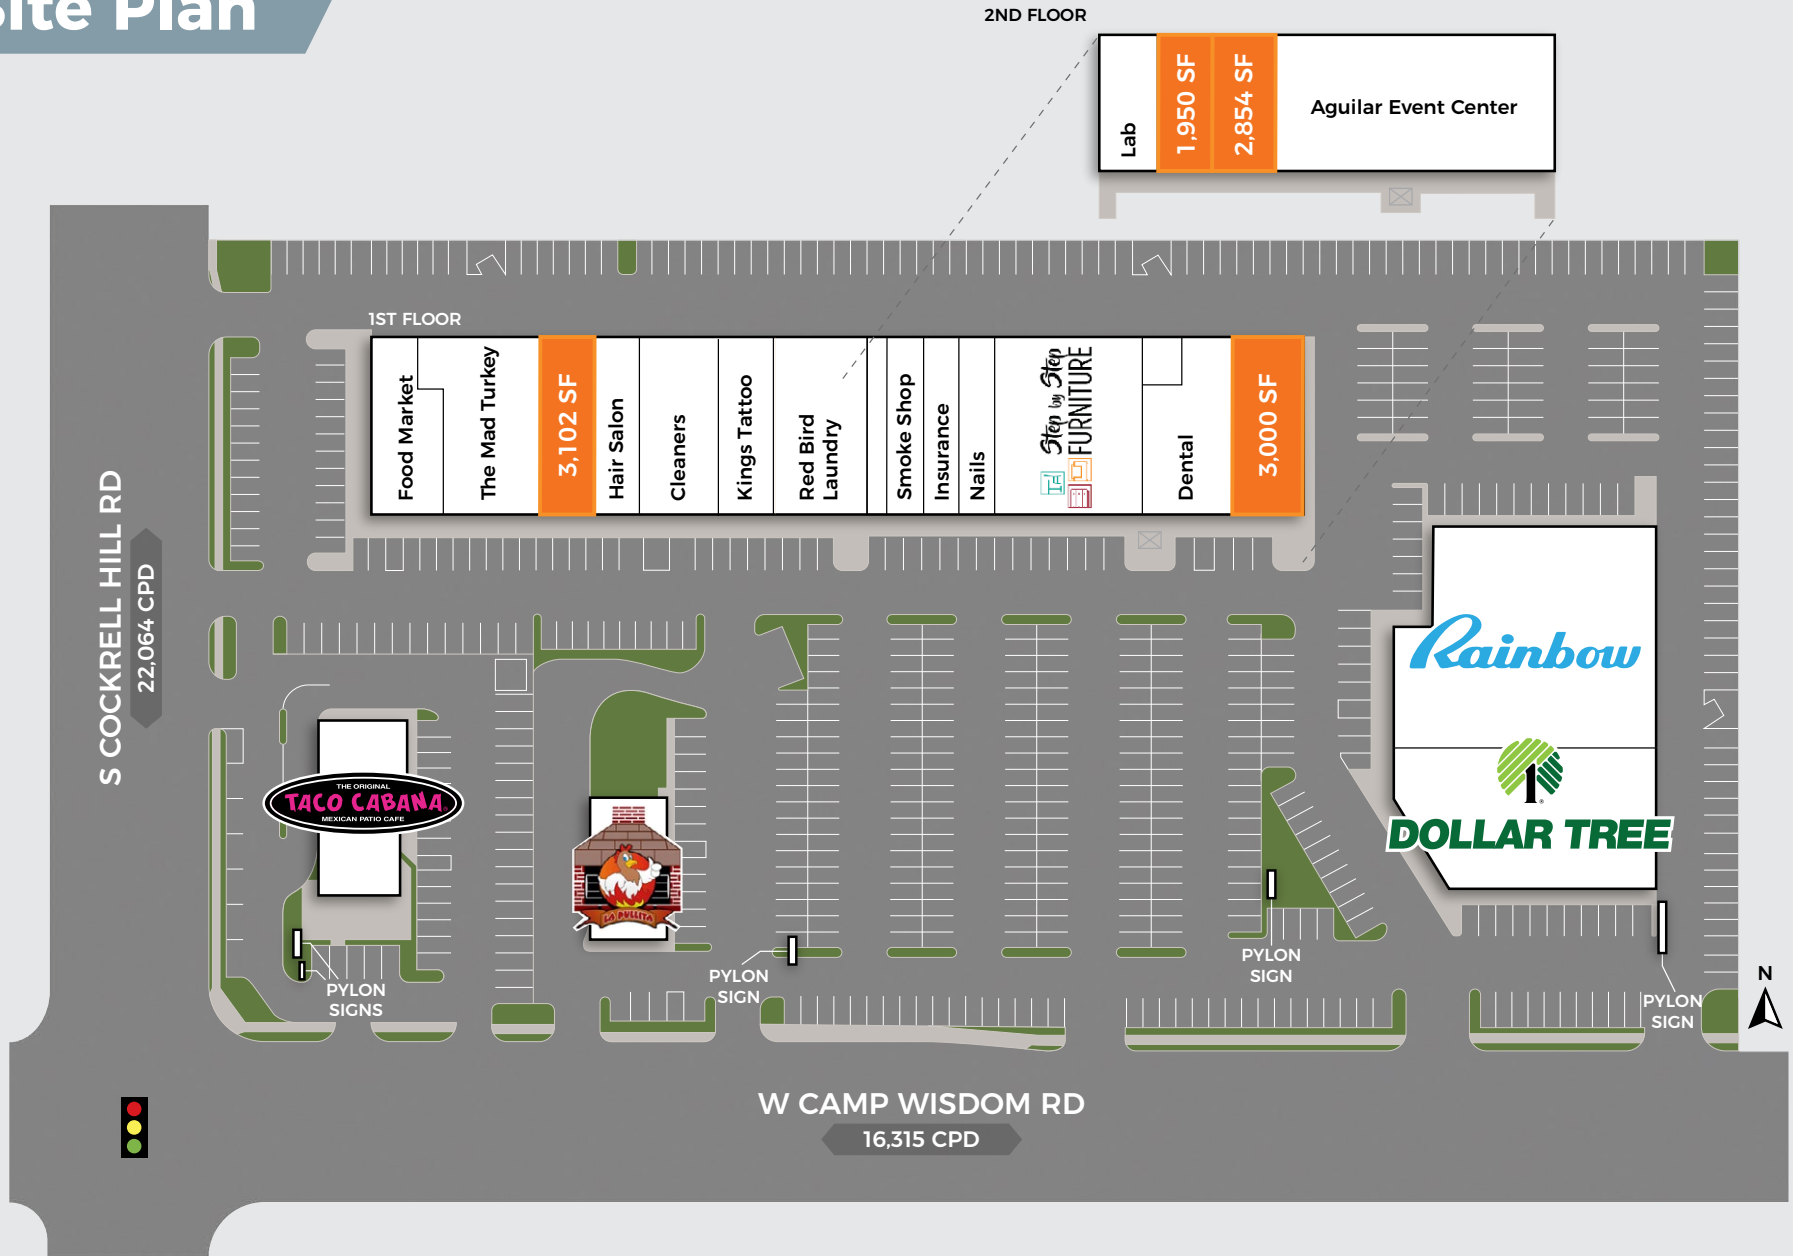 Site Plan
2ND FLOOR
Lab
1,950 SF
2,854 SF
Aguilar Event Center
1ST FLOOR
Food Market
The Mad Turkey
3,102 SF
Hair Salon
Cleaners
Kings Tattoo
Red Bird
Laundry
Smoke Shop
Insurance
Nails
Step by Step
FURNITURE
Dental
3,000 SF
S COCKRELL HILL RD
22,064 CPD
Rainbow
DOLLAR TREE
THE ORIGINAL
TACO CABANA
MEXICAN PATIO CAFE
LA PULLITA
PYLON
SIGNS
PYLON
SIGN
PYLON
SIGN
PYLON
SIGN
N
W CAMP WISDOM RD
16,315 CPD